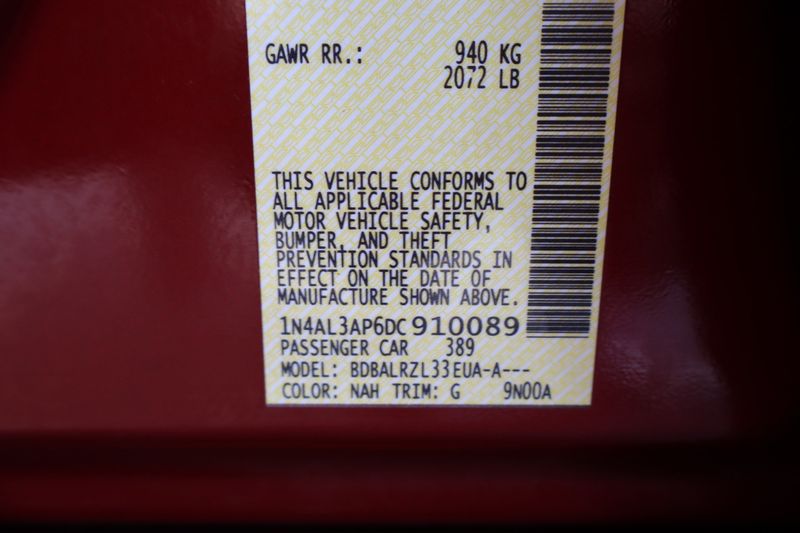 GAWR RR.: 940 KG
2072 LB
THIS VEHICLE CONFORMS TO
ALL APPLICABLE FEDERAL
MOTOR VEHICLE SAFETY,
BUMPER, AND THEFT
PREVENTION STANDARDS IN
EFFECT ON THE DATE OF
MANUFACTURE SHOWN ABOVE.
1N4AL3AP6DC910089
PASSENGER CAR 389
MODEL: BDBALRZL33EUA-A---
COLOR: NAH TRIM: G 9N00A